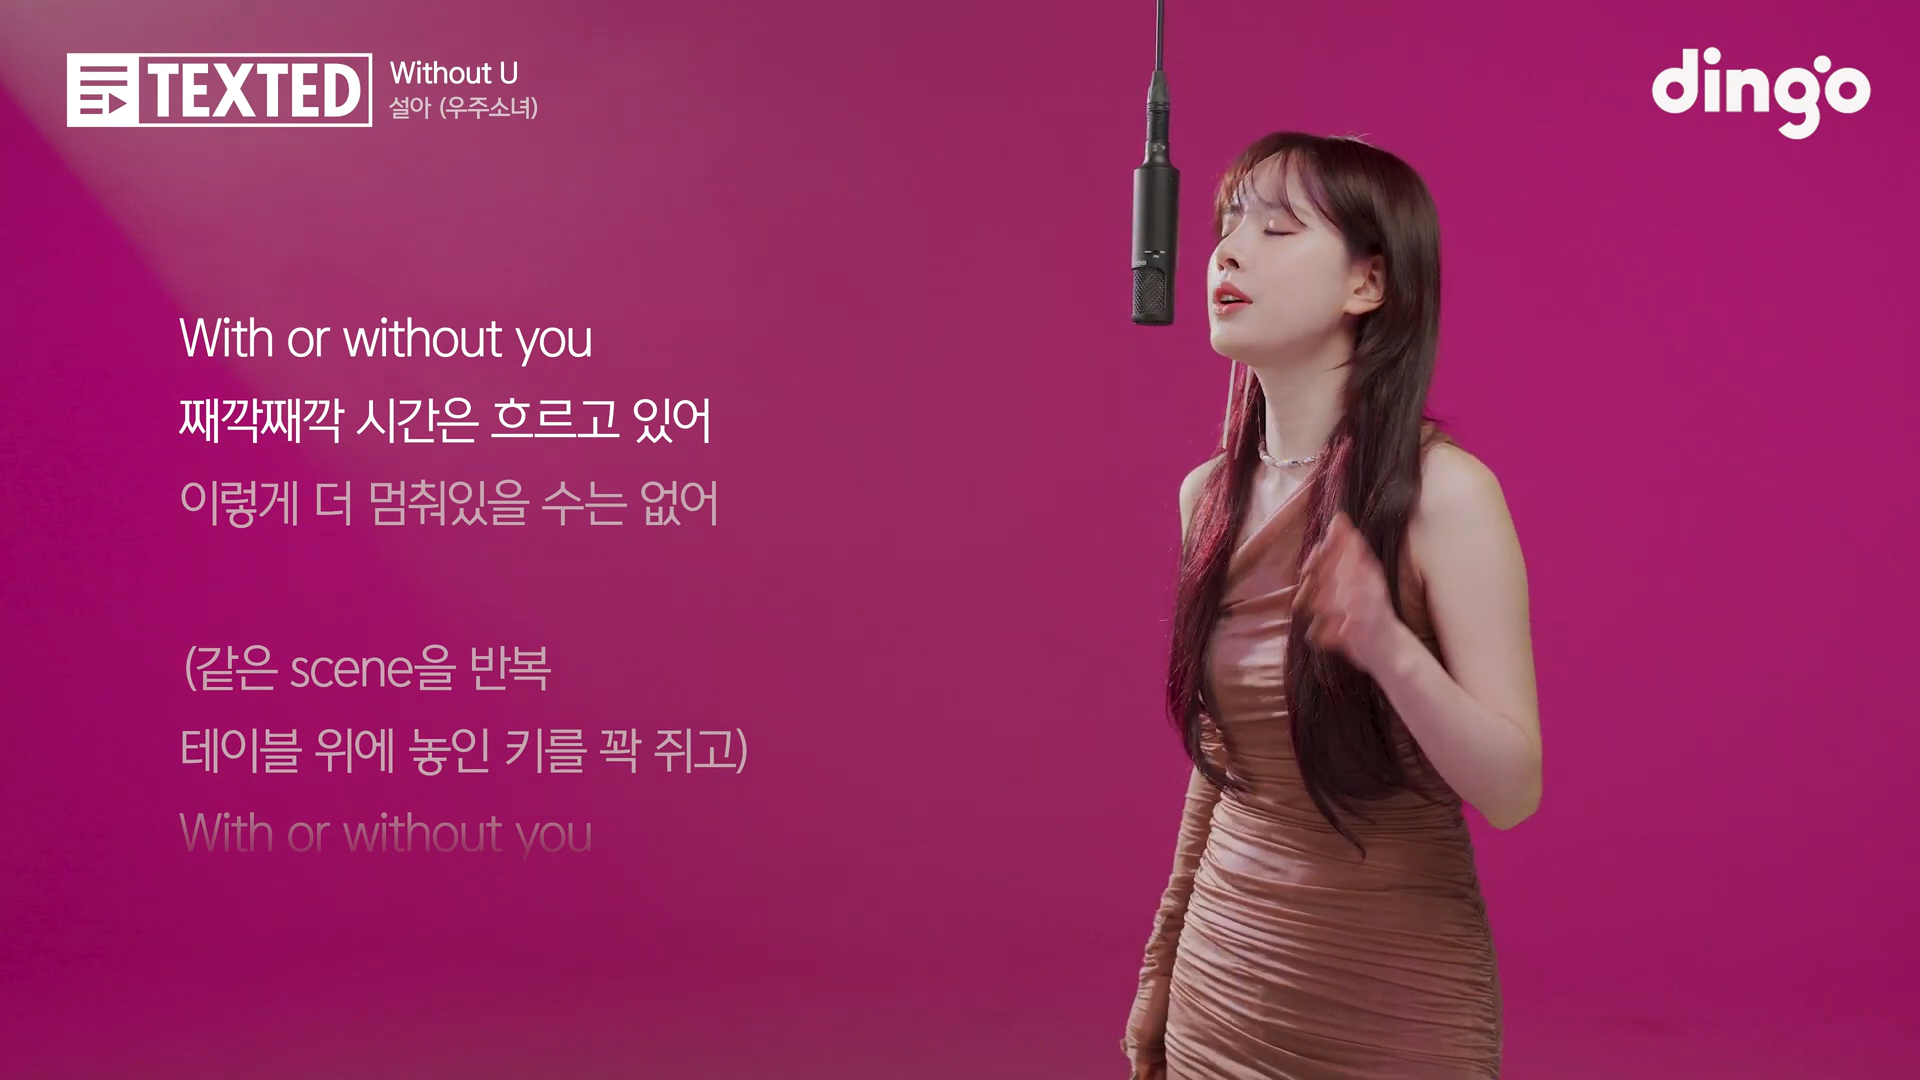 TEXTED
Without U
설아 (우주소녀)
dingo
With or without you
째깍째깍 시간은 흐르고 있어
이렇게 더 멈춰있을 수는 없어
(같은 scene을 반복
테이블 위에 놓인 키를 꽉 쥐고)
With or without you